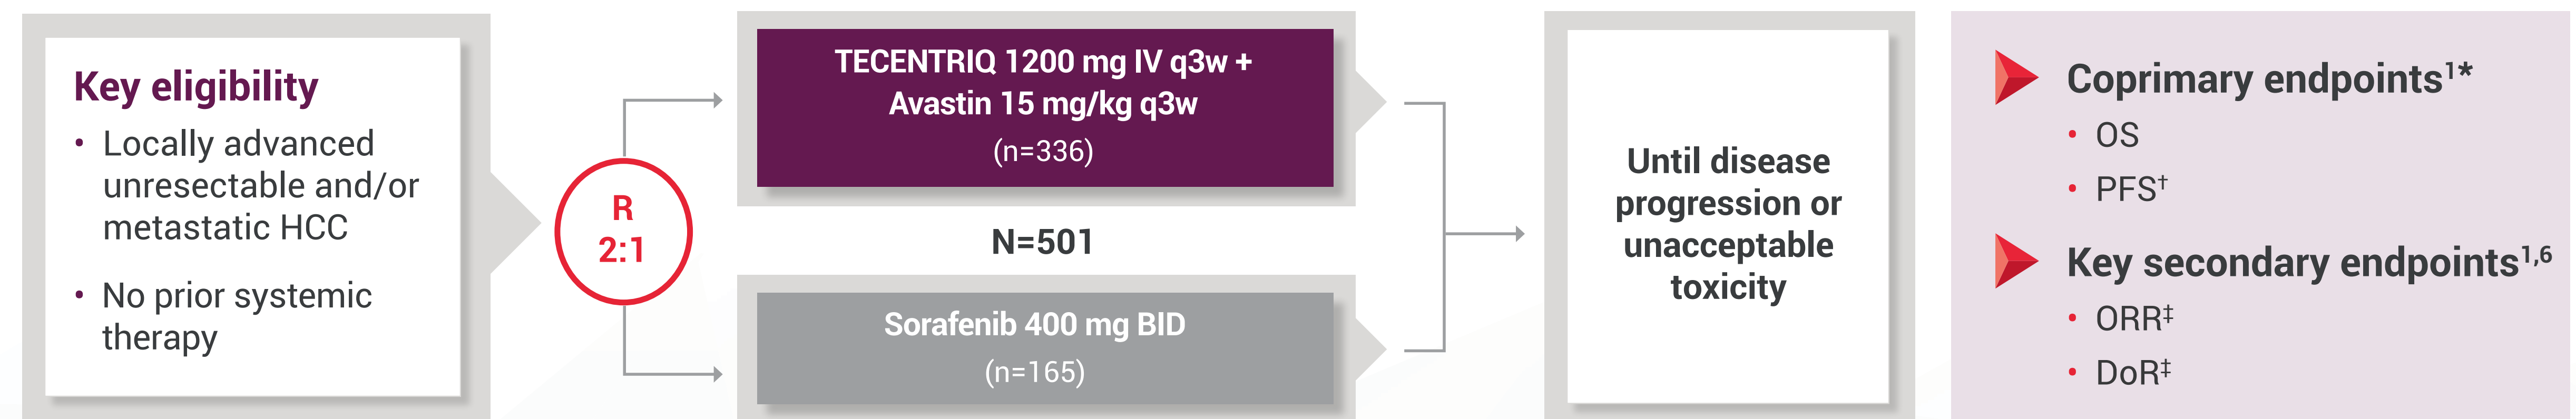 Key eligibility
• Locally advanced
unresectable and/or
metastatic HCC
• No prior systemic
therapy
R
2:1
TECENTRIQ 1200 mg IV q3w +
Avastin 15 mg/kg q3w
(n=336)
N=501
Sorafenib 400 mg BID
(n=165)
Until disease
progression or
unacceptable
toxicity
Coprimary endpoints¹*
• OS
• PFS†
Key secondary endpoints¹,⁶
• ORR‡
• DoR‡